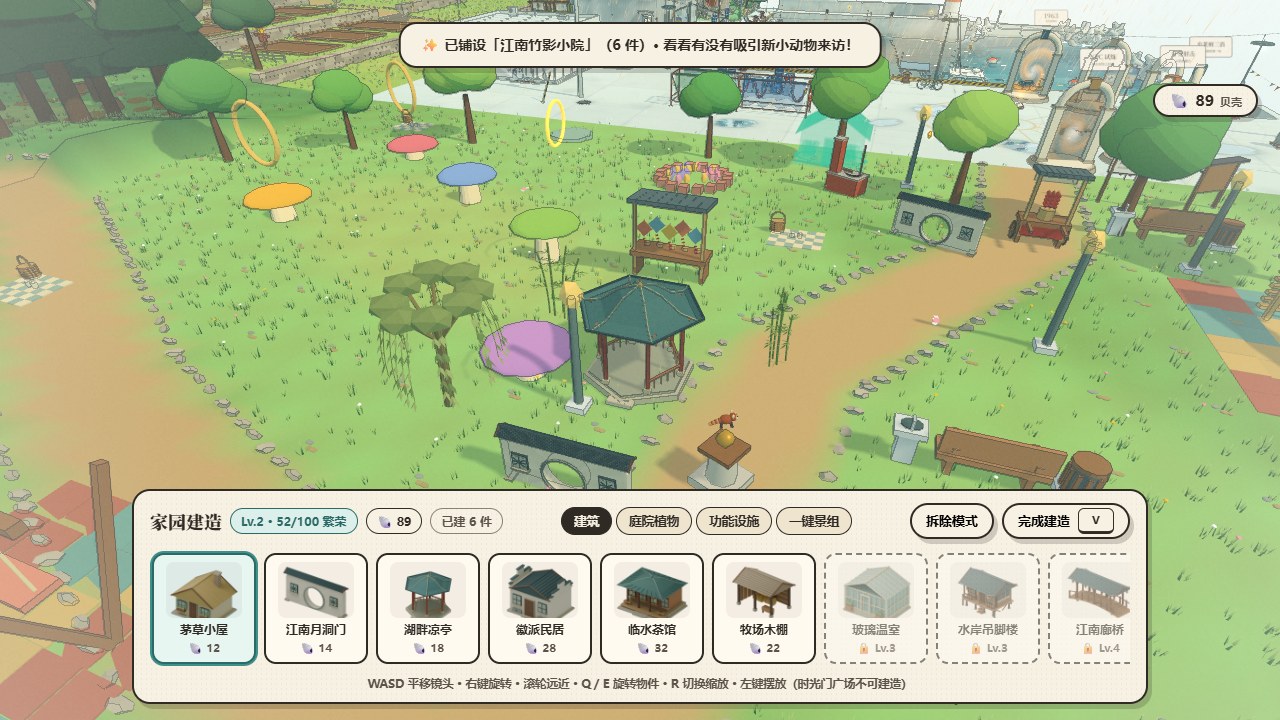 ✨ 已铺设「江南竹影小院」（6 件）· 看看有没有吸引新小动物来访！
89 贝壳
家园建造 Lv.2 · 52/100 繁荣 89 已建 6 件 建筑 庭院植物 功能设施 一键景组 拆除模式 完成建造 V
茅草小屋 江南月洞门 湖畔凉亭 徽派民居 临水茶馆 牧场木棚 玻璃温室 水岸吊脚楼 江南廊桥
12 14 18 28 32 22 Lv.3 Lv.3 Lv.4
WASD 平移镜头 · 右键旋转 · 滚轮远近 · Q / E 旋转物件 · R 切换缩放 · 左键摆放（时光门广场不可建造）